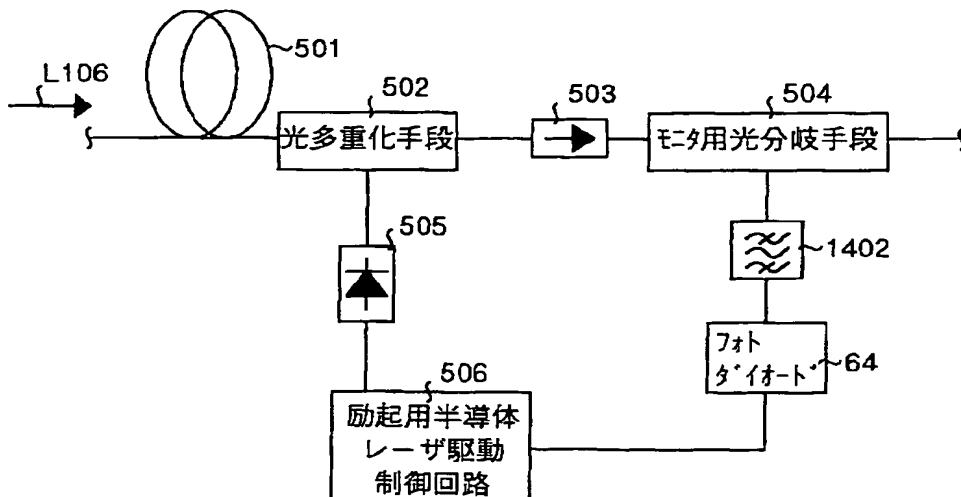 501
L106
502
503
504
光多重化手段
モニタ用光分岐手段
505
1402
フォト
ダイオード
64
506
励起用半導体
レーザ駆動
制御回路